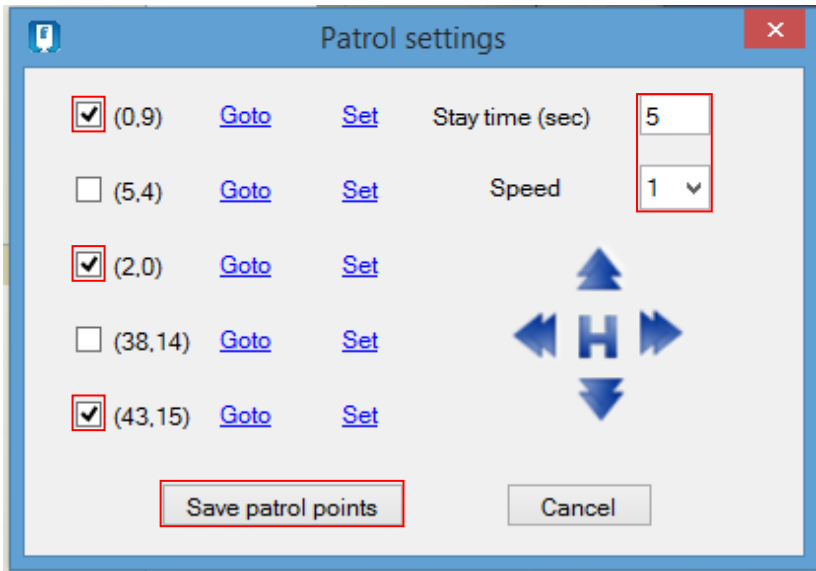 Patrol settings
(0,9) Goto Set Stay time (sec) 5
(5,4) Goto Set Speed 1
(2,0) Goto Set
H
(38,14) Goto Set
(43,15) Goto Set
Save patrol points Cancel